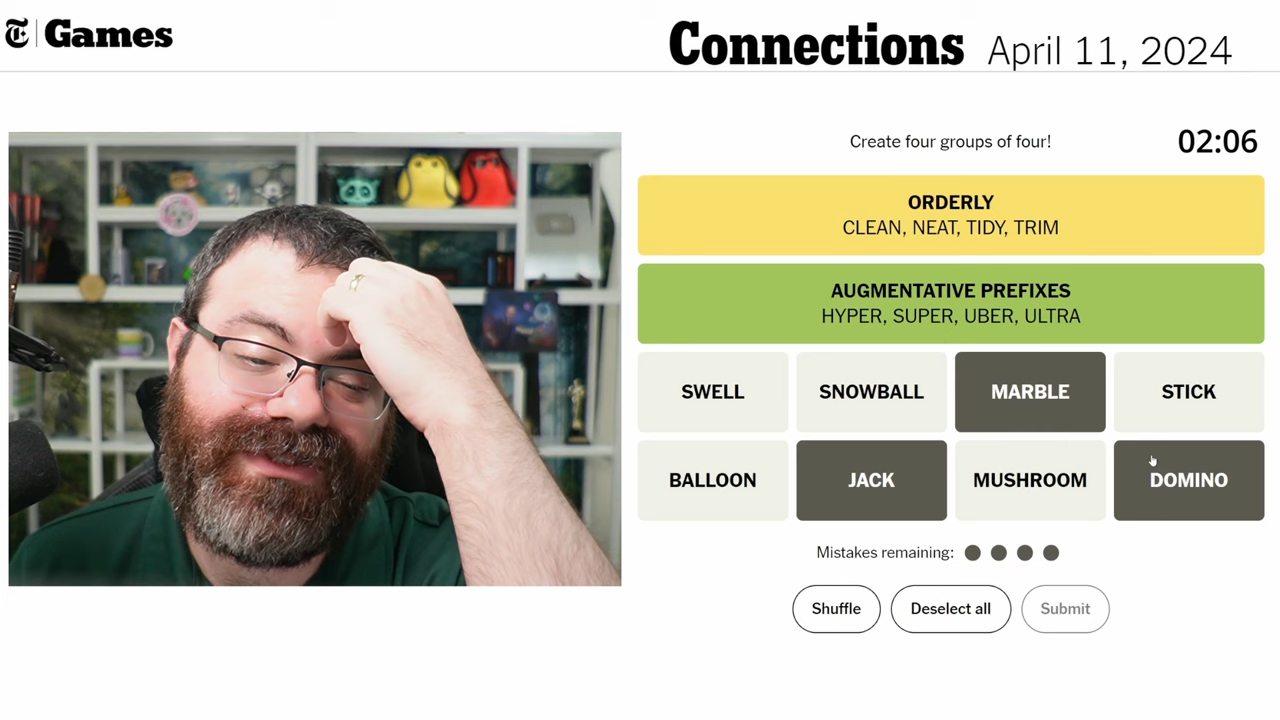 T | Games
Connections April 11, 2024
Create four groups of four! 02:06
ORDERLY
CLEAN, NEAT, TIDY, TRIM
AUGMENTATIVE PREFIXES
HYPER, SUPER, UBER, ULTRA
SWELL SNOWBALL MARBLE STICK
BALLOON JACK MUSHROOM DOMINO
Mistakes remaining:
Shuffle Deselect all Submit